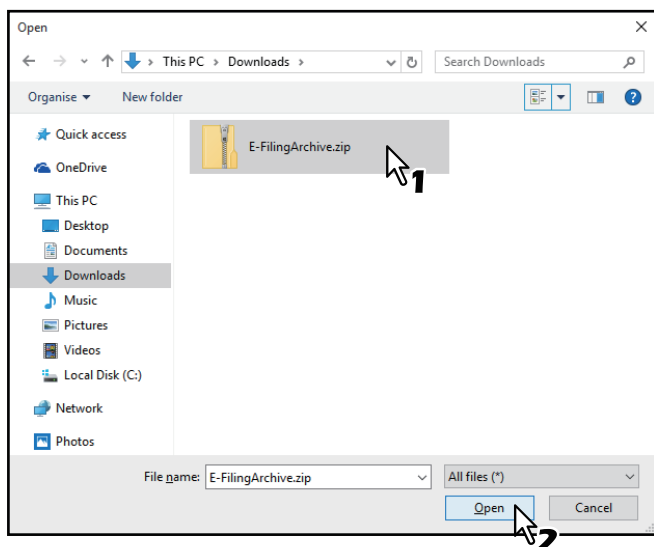 Open
This PC > Downloads >
Search Downloads
Organise
New folder
?
Quick access
OneDrive
This PC
Desktop
Documents
Downloads
Music
Pictures
Videos
Local Disk (C:)
Network
Photos
E-FilingArchive.zip
1
File name: E-FilingArchive.zip
All files (*)
Open
Cancel
2